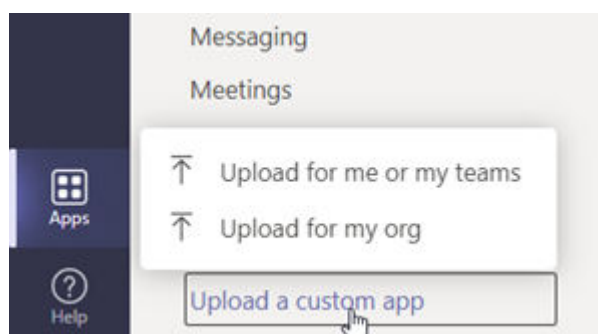 Messaging
Meetings
Upload for me or my teams
Apps
Upload for my org
Help
Upload a custom app